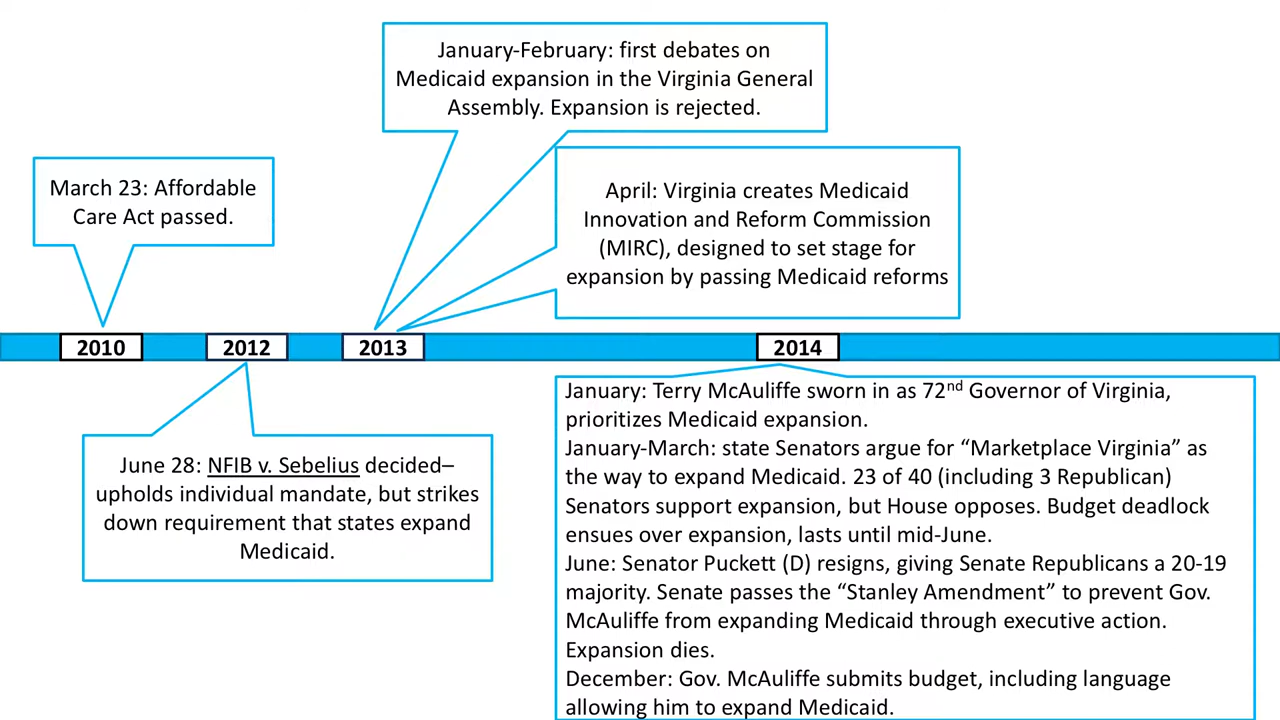 January-February: first debates on
Medicaid expansion in the Virginia General
Assembly. Expansion is rejected.
March 23: Affordable
Care Act passed.
April: Virginia creates Medicaid
Innovation and Reform Commission
(MIRC), designed to set stage for
expansion by passing Medicaid reforms
2010
2012
2013
2014
June 28: NFIB v. Sebelius decided–
upholds individual mandate, but strikes
down requirement that states expand
Medicaid.
January: Terry McAuliffe sworn in as 72nd Governor of Virginia,
prioritizes Medicaid expansion.
January-March: state Senators argue for “Marketplace Virginia” as
the way to expand Medicaid. 23 of 40 (including 3 Republican)
Senators support expansion, but House opposes. Budget deadlock
ensues over expansion, lasts until mid-June.
June: Senator Puckett (D) resigns, giving Senate Republicans a 20-19
majority. Senate passes the “Stanley Amendment” to prevent Gov.
McAuliffe from expanding Medicaid through executive action.
Expansion dies.
December: Gov. McAuliffe submits budget, including language
allowing him to expand Medicaid.